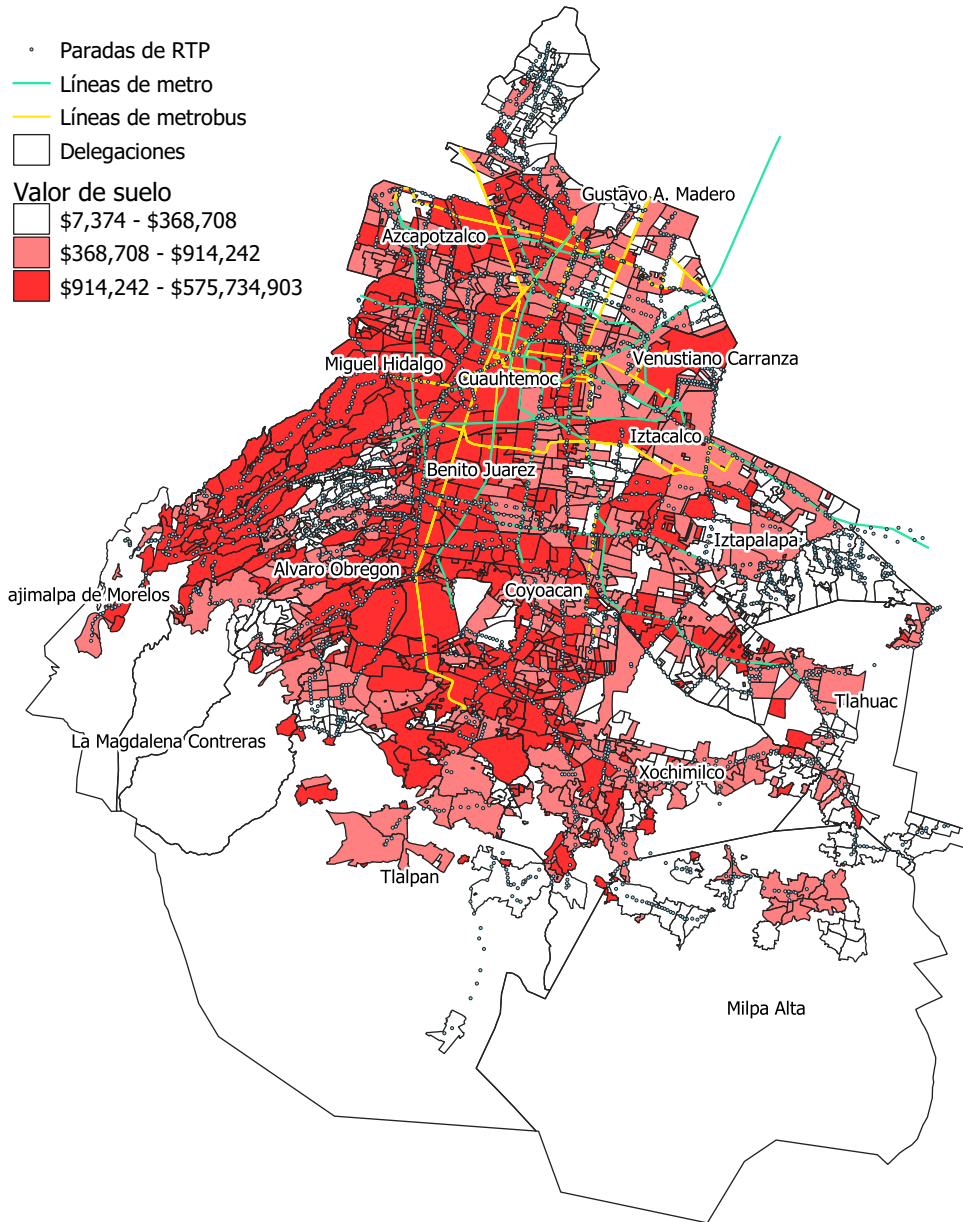 Paradas de RTP
Líneas de metro
Líneas de metrobus
Delegaciones
Valor de suelo
$7,374 - $368,708
$368,708 - $914,242
$914,242 - $575,734,903
Gustavo A. Madero
Azcapotzalco
Venustiano Carranza
Miguel Hidalgo
Cuauhtemoc
Iztacalco
Benito Juarez
Iztapalapa
Alvaro Obregon
Coyoacan
ajimalpa de Morelos
Tlahuac
La Magdalena Contreras
Xochimilco
Tlalpan
Milpa Alta